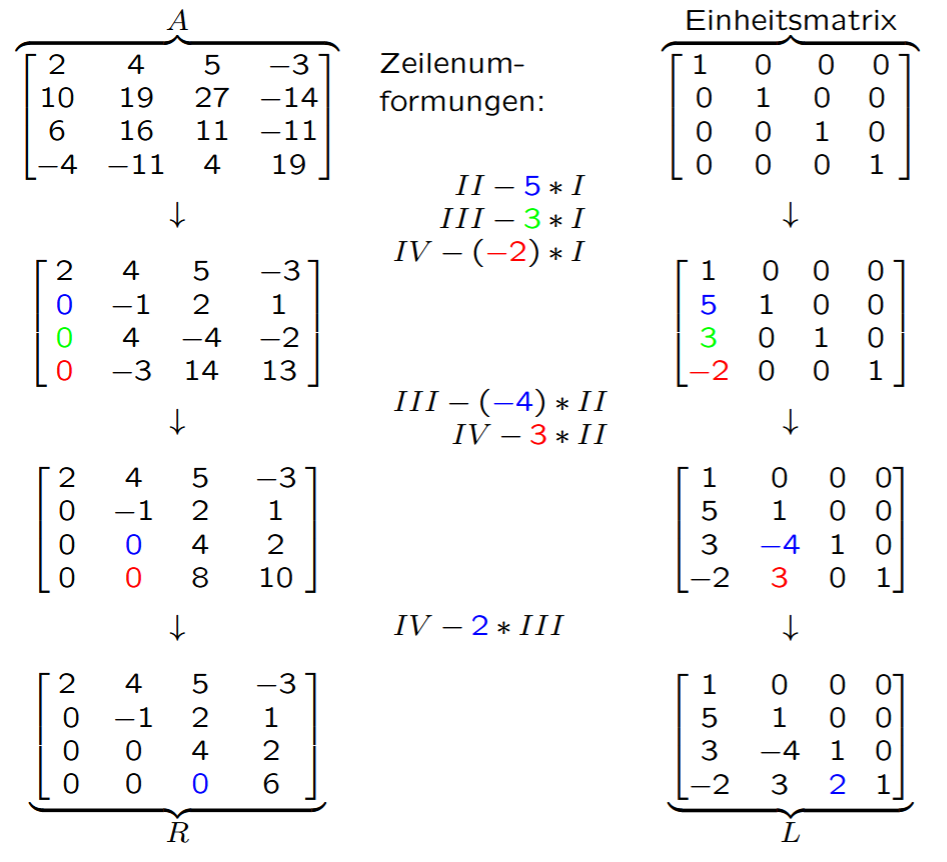 A Einheitsmatrix
[ 2 4 5 −3 ] Zeilenum- [ 1 0 0 0 ]
[ 10 19 27 −14 ] formungen: [ 0 1 0 0 ]
[ 6 16 11 −11 ] [ 0 0 1 0 ]
[ −4 −11 4 19 ] [ 0 0 0 1 ]
II − 5 ∗ I
↓ III − 3 ∗ I ↓
IV − (−2) ∗ I
[ 2 4 5 −3 ] [ 1 0 0 0 ]
[ 0 −1 2 1 ] [ 5 1 0 0 ]
[ 0 4 −4 −2 ] [ 3 0 1 0 ]
[ 0 −3 14 13 ] [ −2 0 0 1 ]
III − (−4) ∗ II
↓ IV − 3 ∗ II ↓
[ 2 4 5 −3 ] [ 1 0 0 0 ]
[ 0 −1 2 1 ] [ 5 1 0 0 ]
[ 0 0 4 2 ] [ 3 −4 1 0 ]
[ 0 0 8 10 ] [ −2 3 0 1 ]
↓ IV − 2 ∗ III ↓
[ 2 4 5 −3 ] [ 1 0 0 0 ]
[ 0 −1 2 1 ] [ 5 1 0 0 ]
[ 0 0 4 2 ] [ 3 −4 1 0 ]
[ 0 0 0 6 ] [ −2 3 2 1 ]
R L